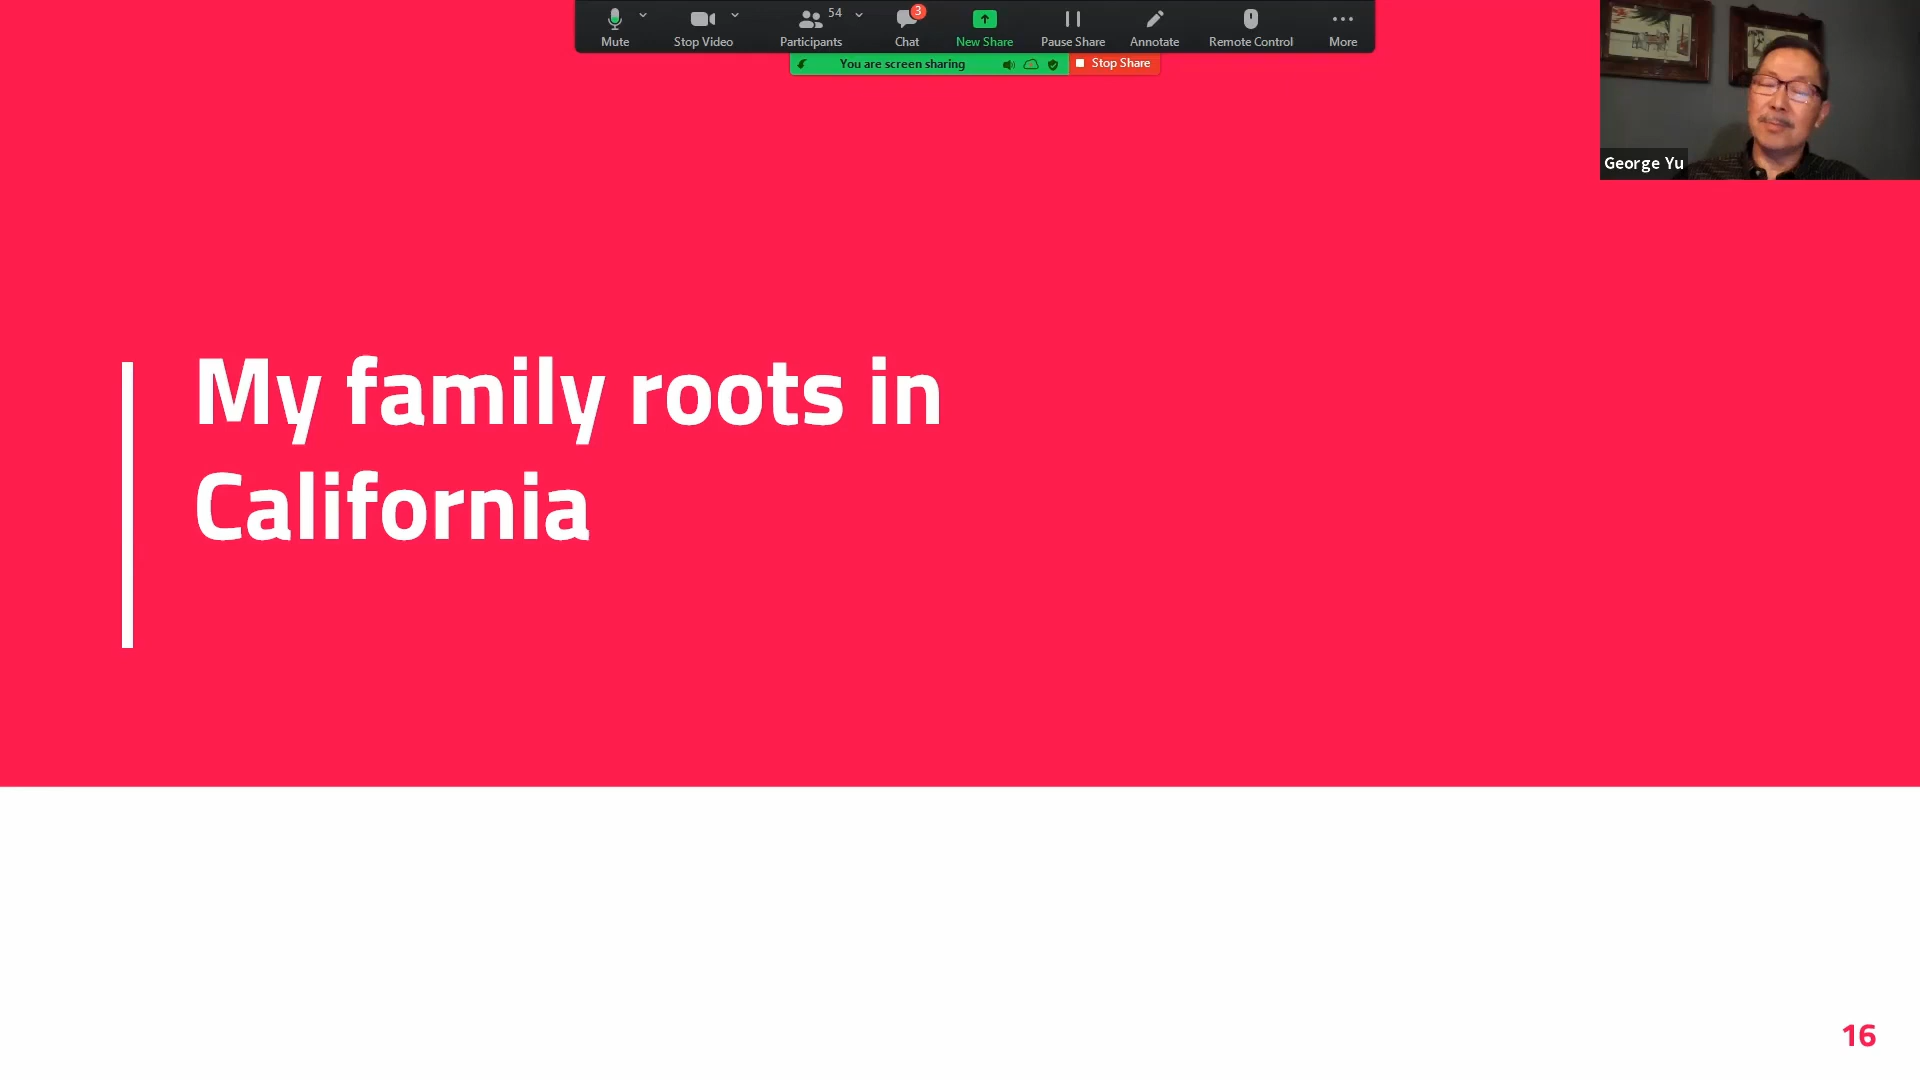 54
3
Mute
Stop Video
Participants
Chat
New Share
Pause Share
Annotate
Remote Control
More
You are screen sharing
Stop Share
George Yu
My family roots in
California
16